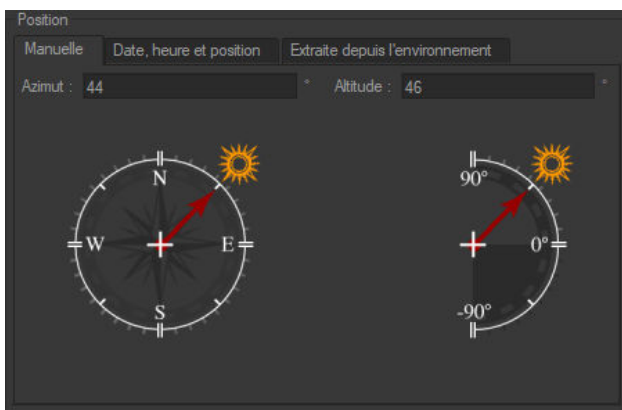 Position
Manuelle Date, heure et position Extraite depuis l'environnement
Azimut : 44 ° Altitude : 46 °
N
W E
S
90°
0°
-90°